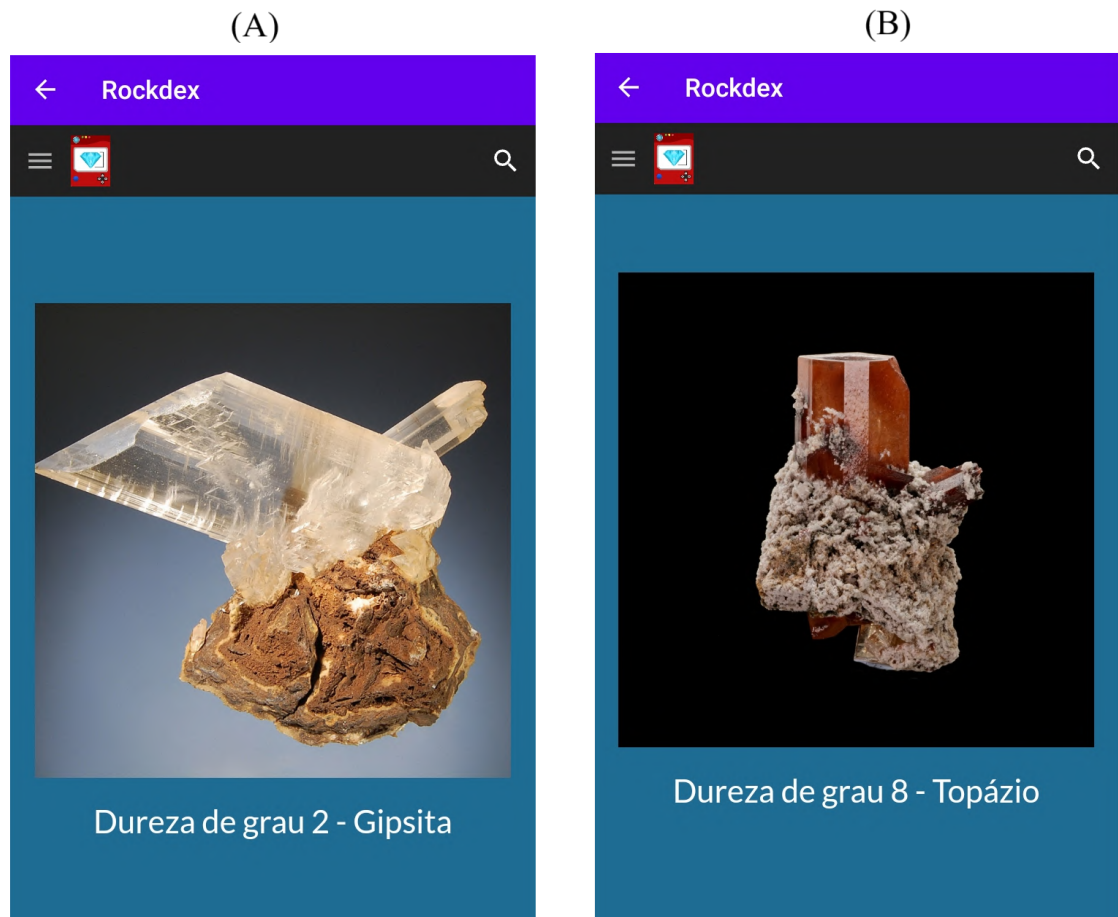 (A)
Rockdex
Dureza de grau 2 - Gipsita
(B)
Rockdex
Dureza de grau 8 - Topázio